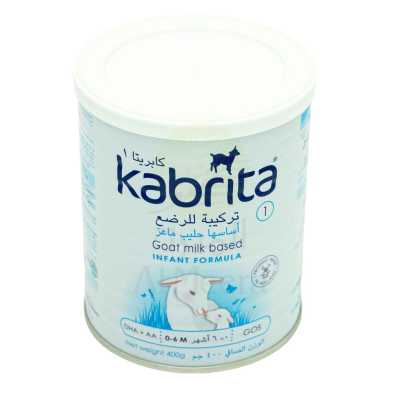 كابريتا ١
kabrita
تركيبة للرضع
1
أساسها حليب ماعز
Goat milk based
INFANT FORMULA
DHA + AA
0-6 M
٠-٦ أشهر
GOS
net weight 400g
الوزن الصافي ٤٠٠ جم